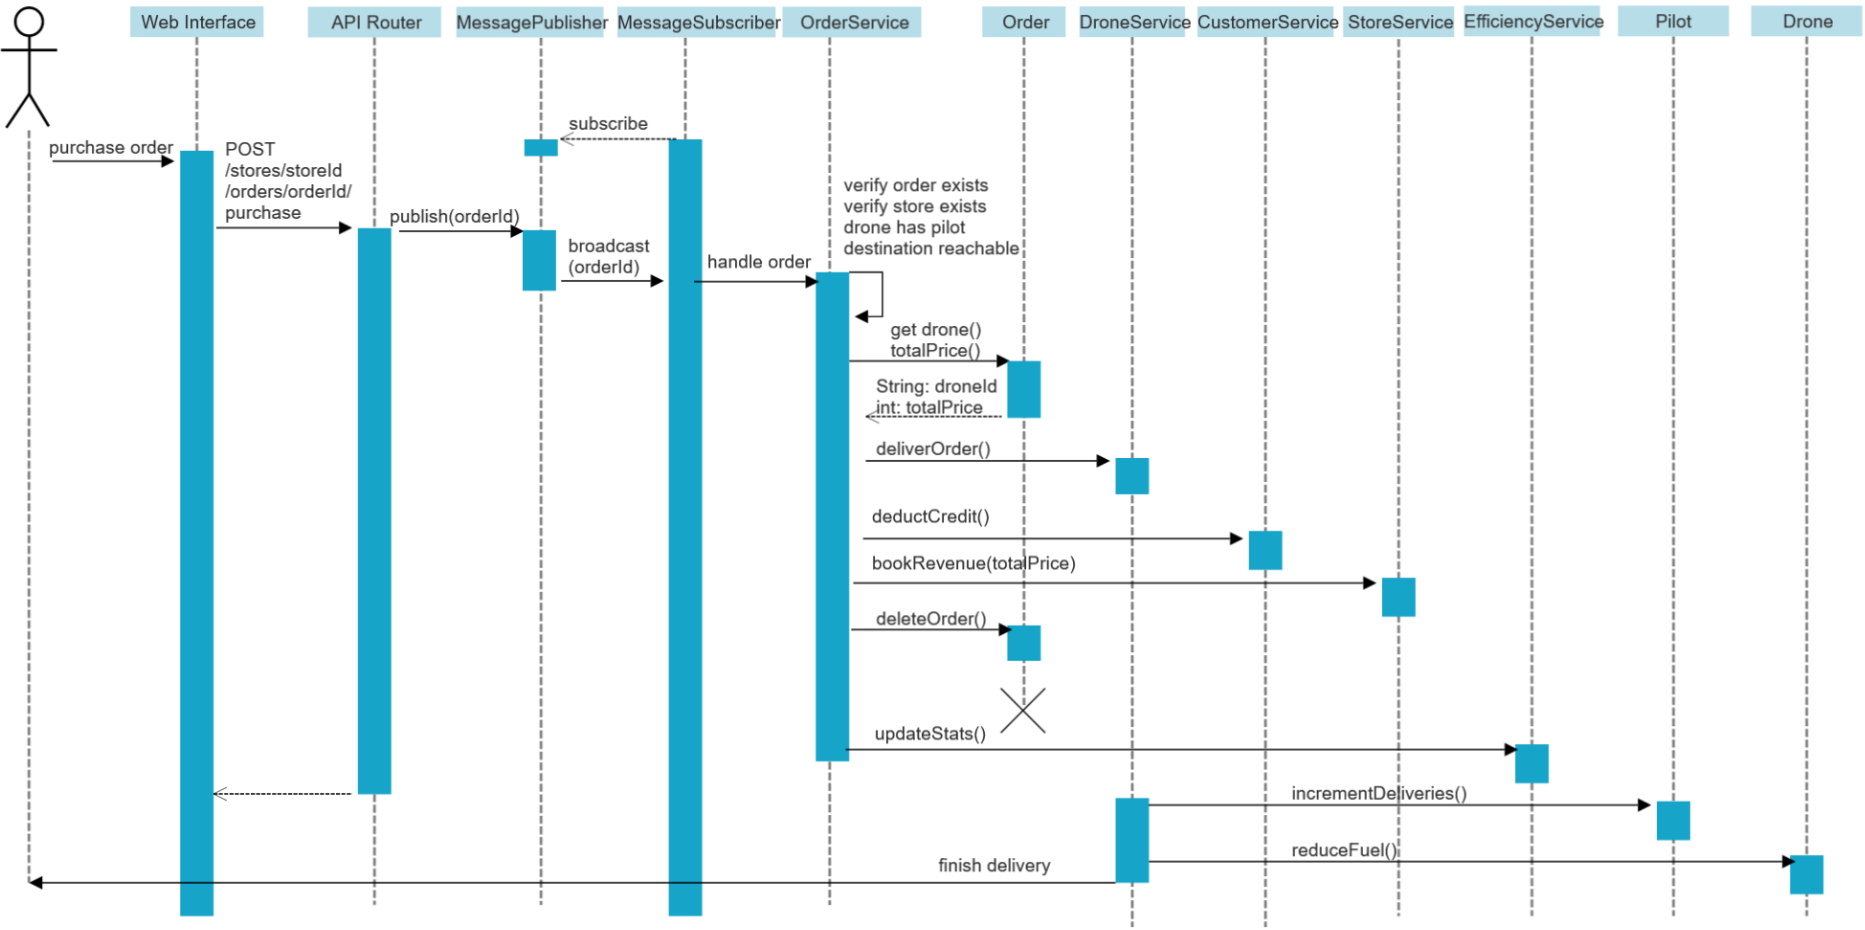 Web Interface
API Router
MessagePublisher
MessageSubscriber
OrderService
Order
DroneService
CustomerService
StoreService
EfficiencyService
Pilot
Drone
subscribe
purchase order
POST
/stores/storeId
/orders/orderId/
purchase
publish(orderId)
broadcast
(orderId)
handle order
verify order exists
verify store exists
drone has pilot
destination reachable
get drone()
totalPrice()
String: droneId
int: totalPrice
deliverOrder()
deductCredit()
bookRevenue(totalPrice)
deleteOrder()
updateStats()
incrementDeliveries()
reduceFuel()
finish delivery